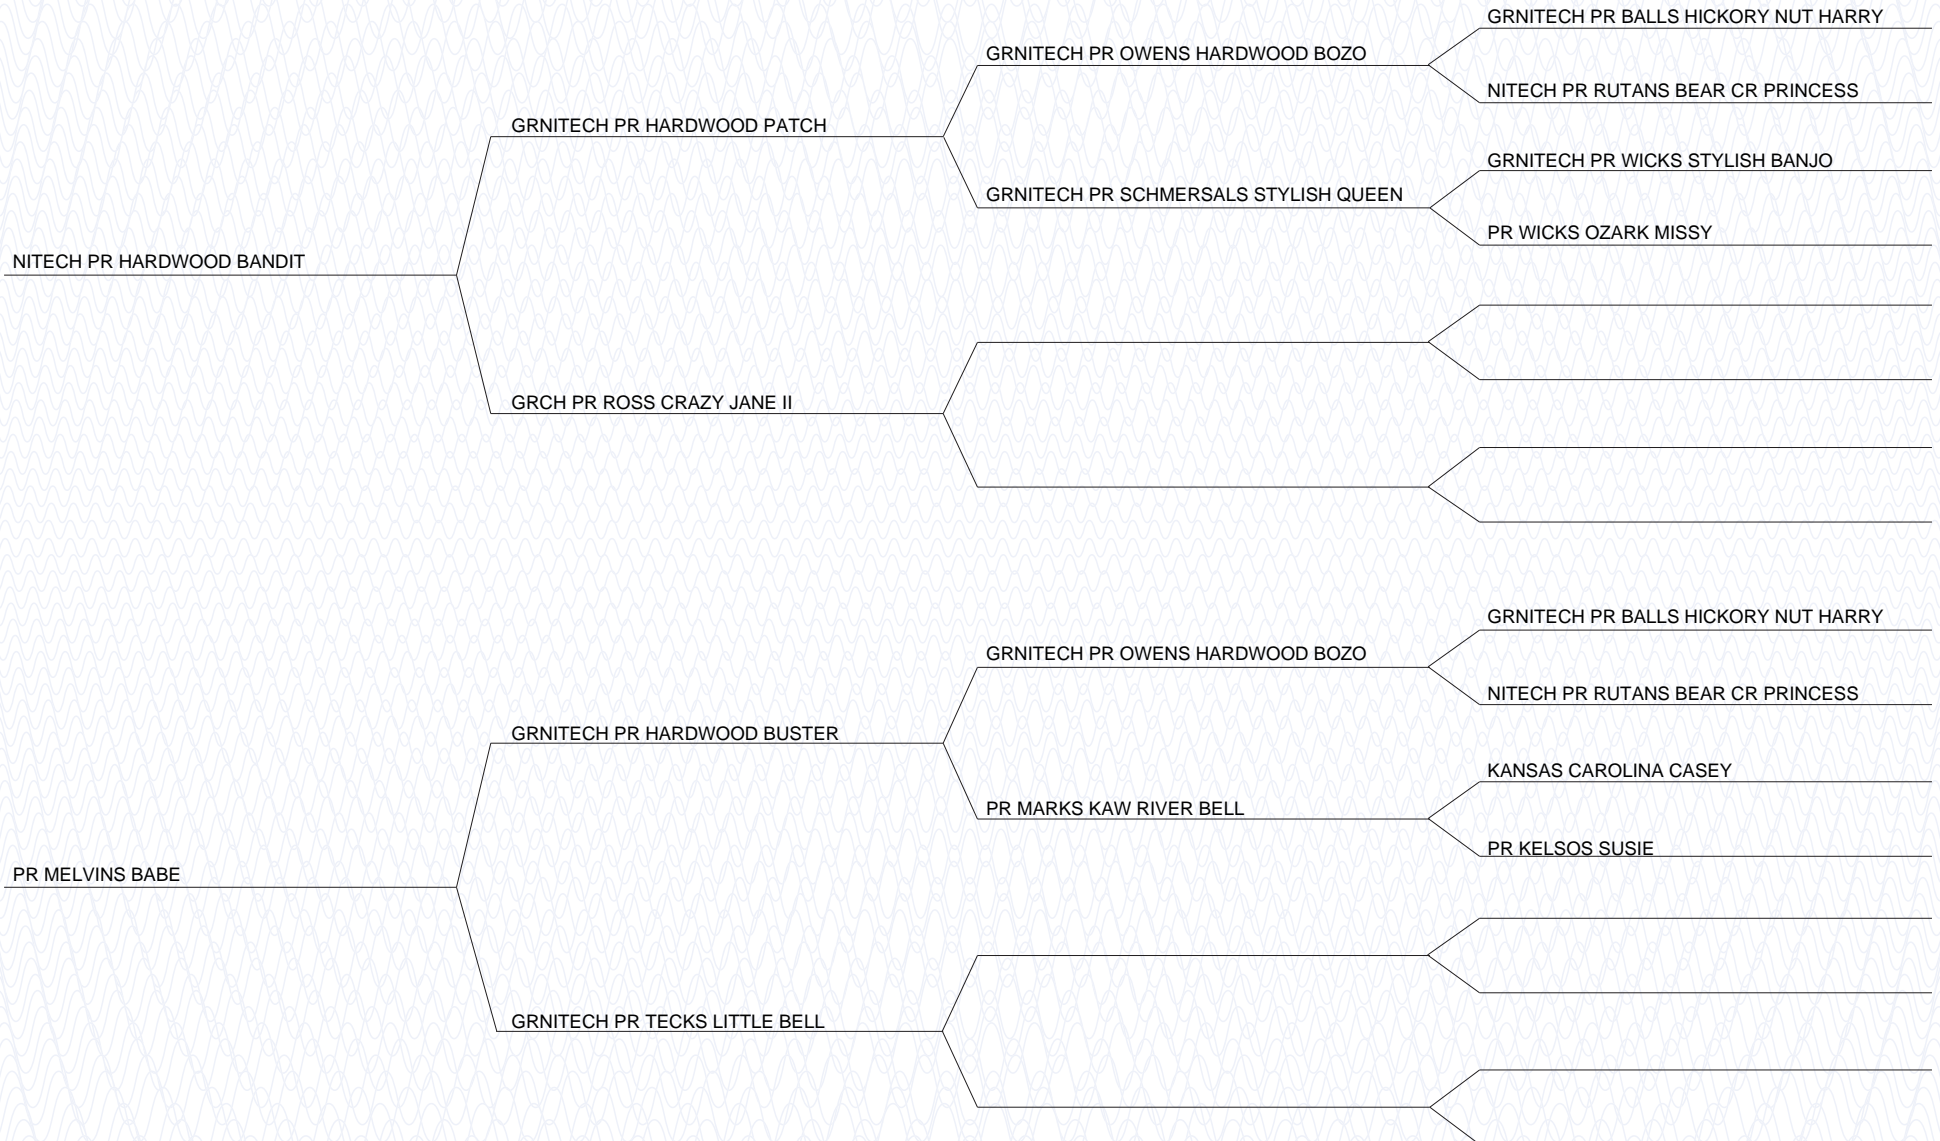 GRNITECH PR BALLS HICKORY NUT HARRY
GRNITECH PR OWENS HARDWOOD BOZO
NITECH PR RUTANS BEAR CR PRINCESS
GRNITECH PR HARDWOOD PATCH
GRNITECH PR WICKS STYLISH BANJO
GRNITECH PR SCHMERSALS STYLISH QUEEN
PR WICKS OZARK MISSY
NITECH PR HARDWOOD BANDIT
GRCH PR ROSS CRAZY JANE II
GRNITECH PR BALLS HICKORY NUT HARRY
GRNITECH PR OWENS HARDWOOD BOZO
NITECH PR RUTANS BEAR CR PRINCESS
GRNITECH PR HARDWOOD BUSTER
KANSAS CAROLINA CASEY
PR MARKS KAW RIVER BELL
PR KELSOS SUSIE
PR MELVINS BABE
GRNITECH PR TECKS LITTLE BELL